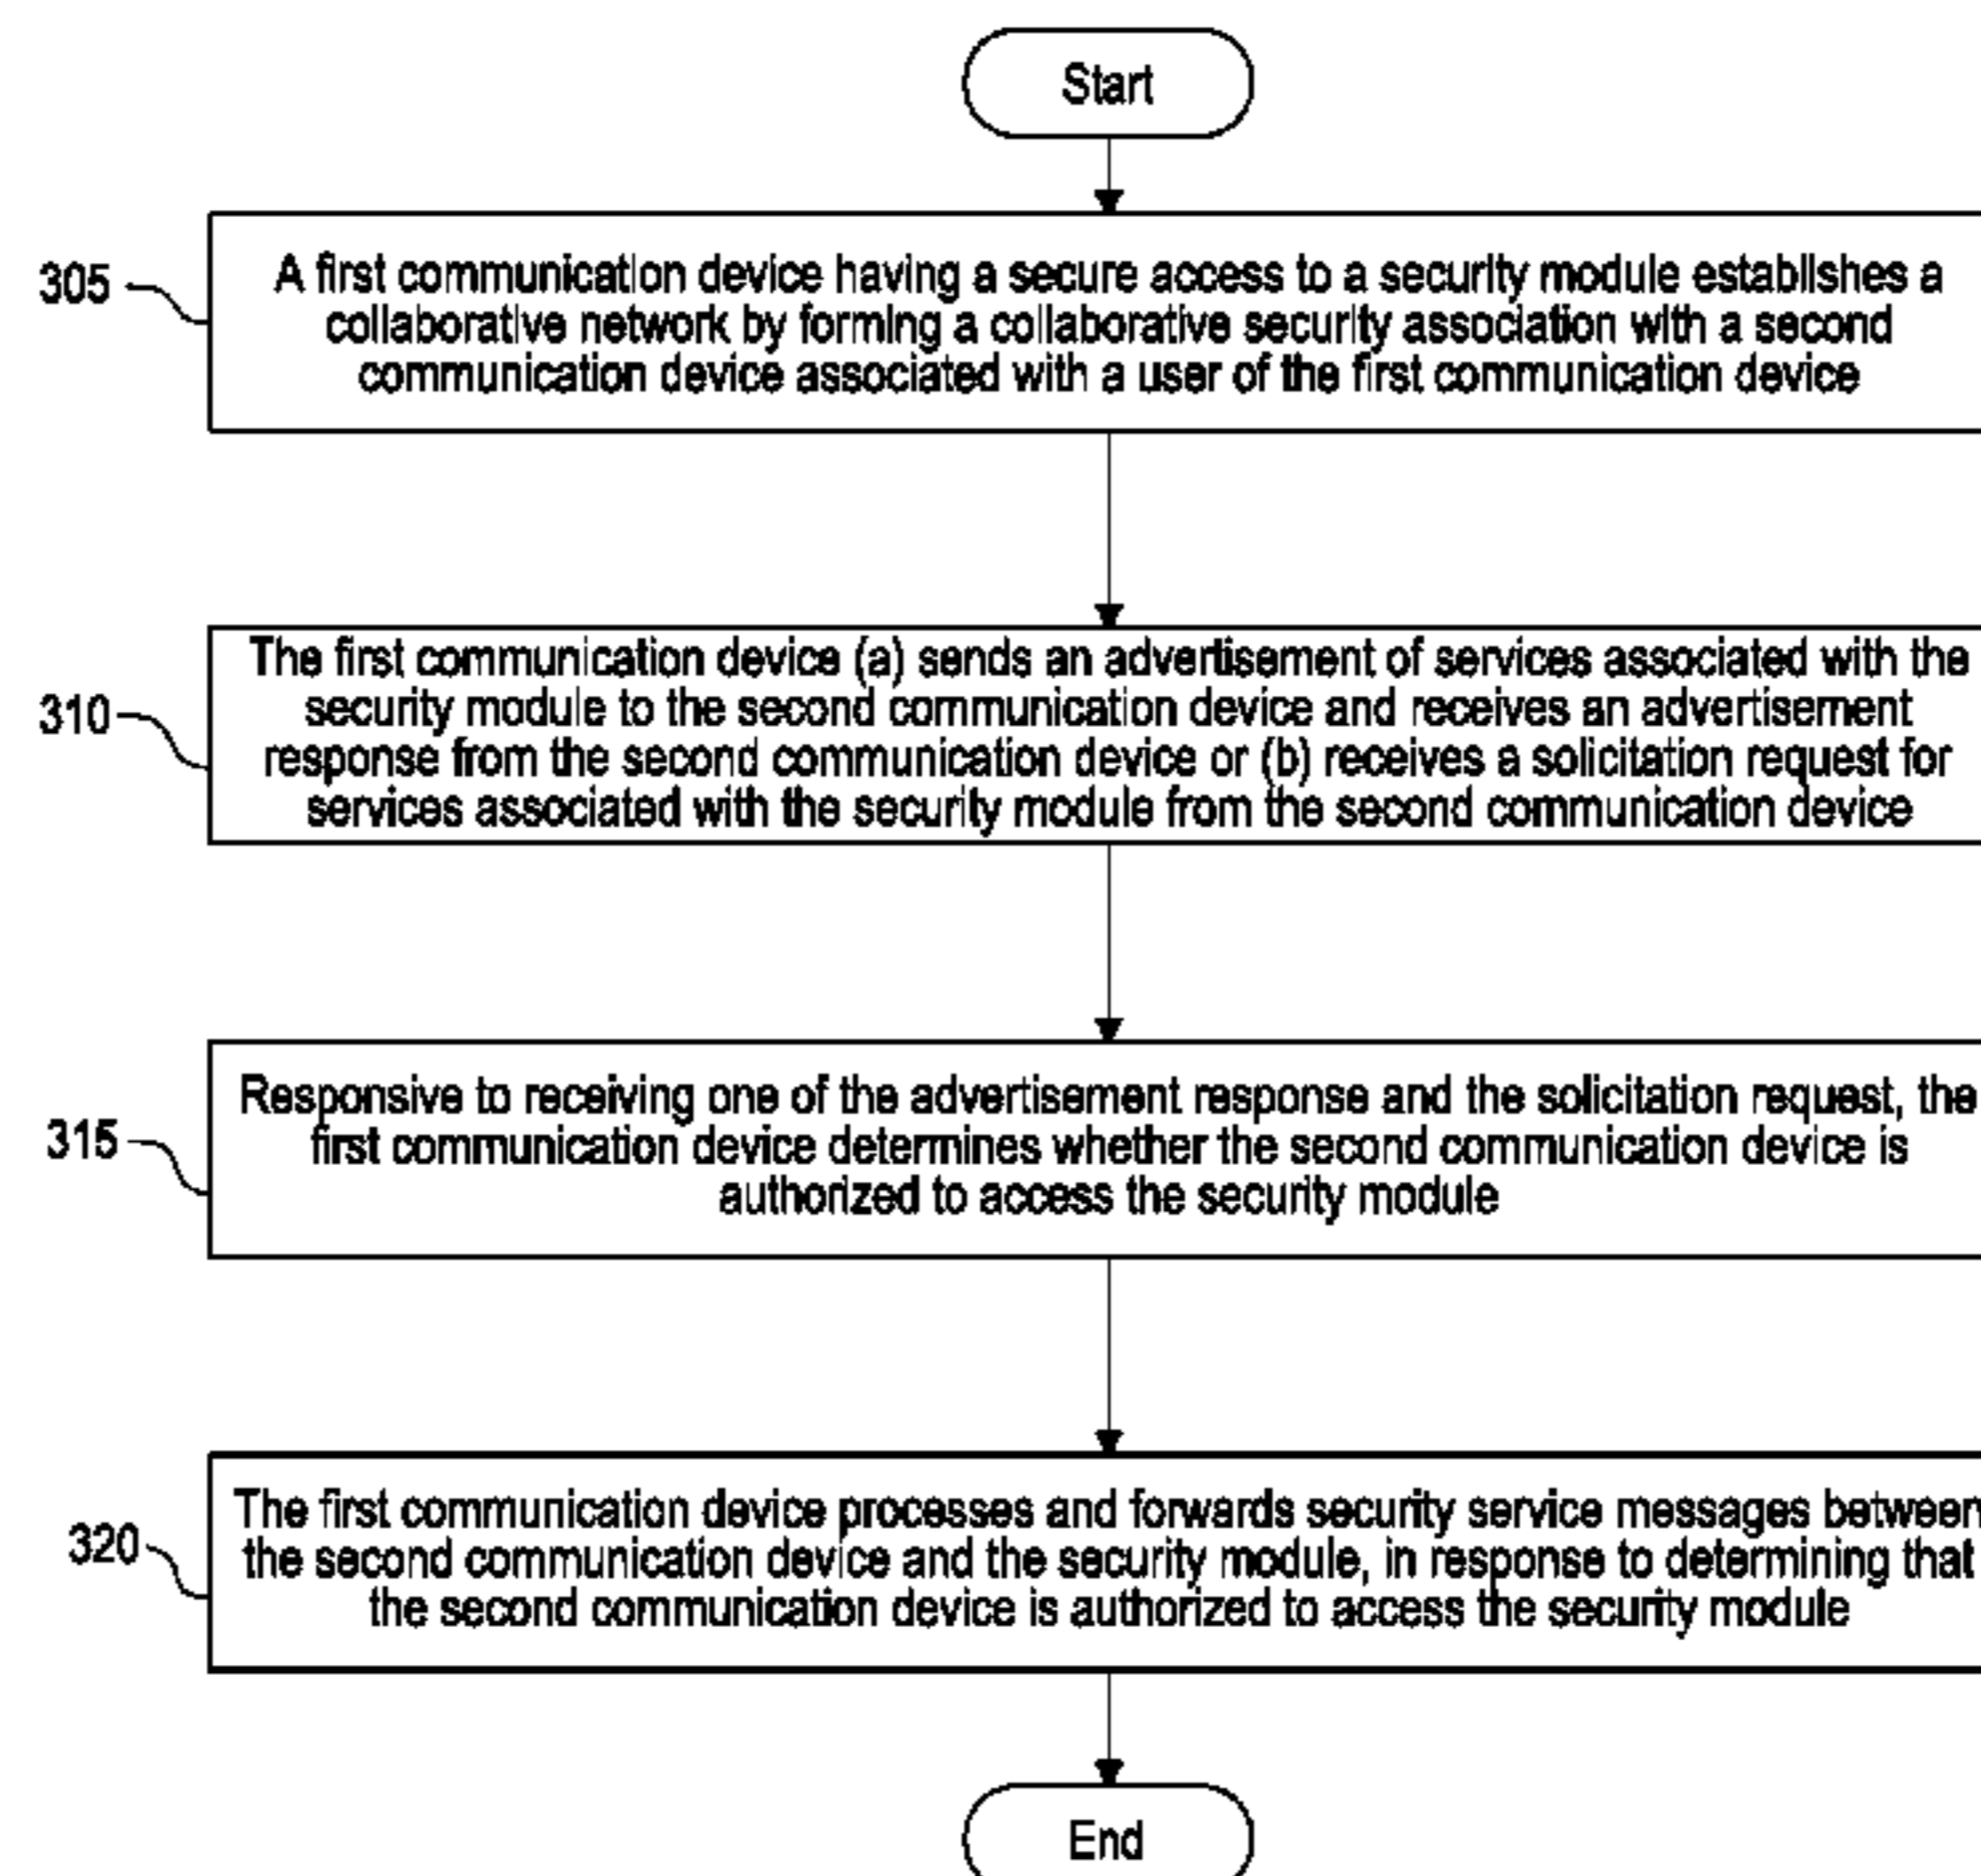 Start
305
A first communication device having a secure access to a security module establishes a
collaborative network by forming a collaborative security association with a second
communication device associated with a user of the first communication device
310
The first communication device (a) sends an advertisement of services associated with the
security module to the second communication device and receives an advertisement
response from the second communication device or (b) receives a solicitation request for
services associated with the security module from the second communication device
315
Responsive to receiving one of the advertisement response and the solicitation request, the
first communication device determines whether the second communication device is
authorized to access the security module
320
The first communication device processes and forwards security service messages between
the second communication device and the security module, in response to determining that
the second communication device is authorized to access the security module
End